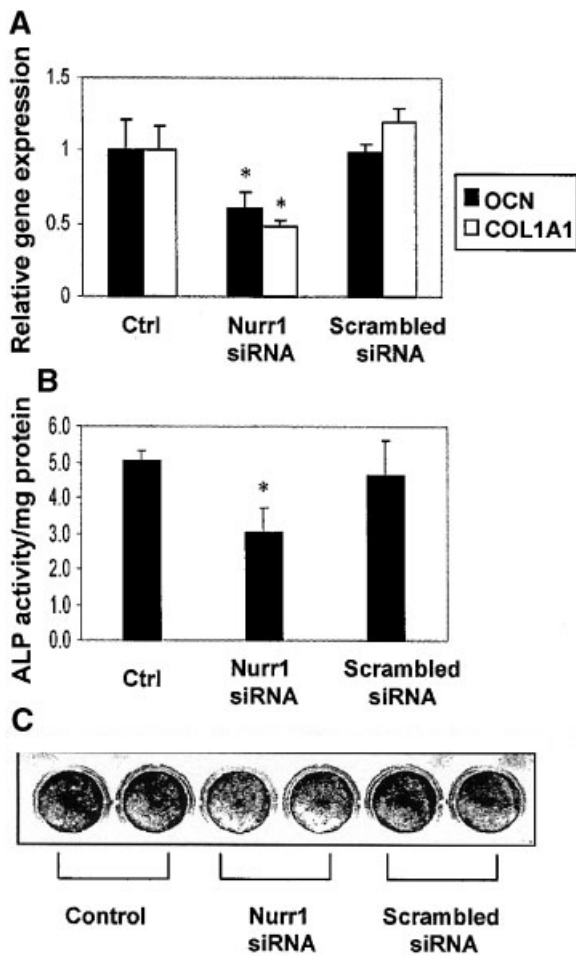 A
Relative gene expression
1.5
1
0.5
0
*
*
Ctrl
Nurr1
siRNA
Scrambled
siRNA
OCN
COL1A1
B
ALP activity/mg protein
6.0
5.0
4.0
3.0
2.0
1.0
0.0
*
Ctrl
Nurr1
siRNA
Scrambled
siRNA
C
Control
Nurr1
siRNA
Scrambled
siRNA